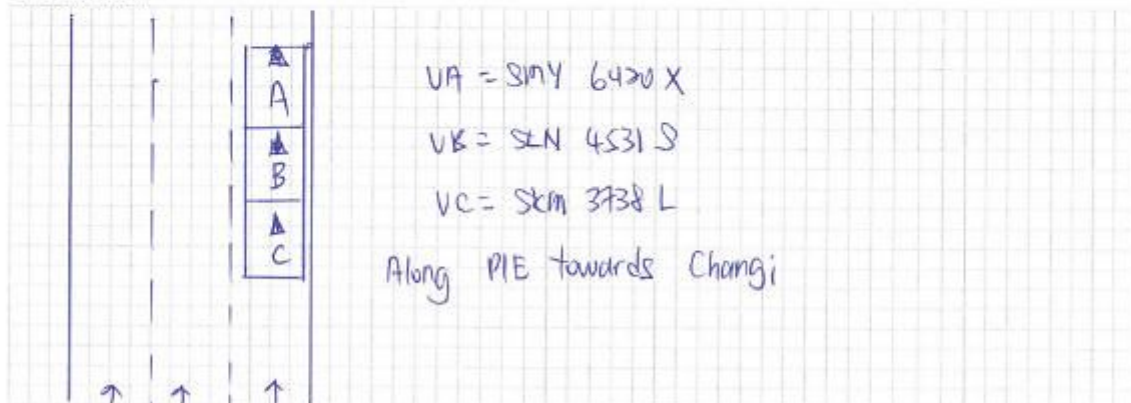 A
B
C
VA = SMY 6420 X
VB = SLN 4531 S
VC = SKM 3738 L
Along PIE towards Changi